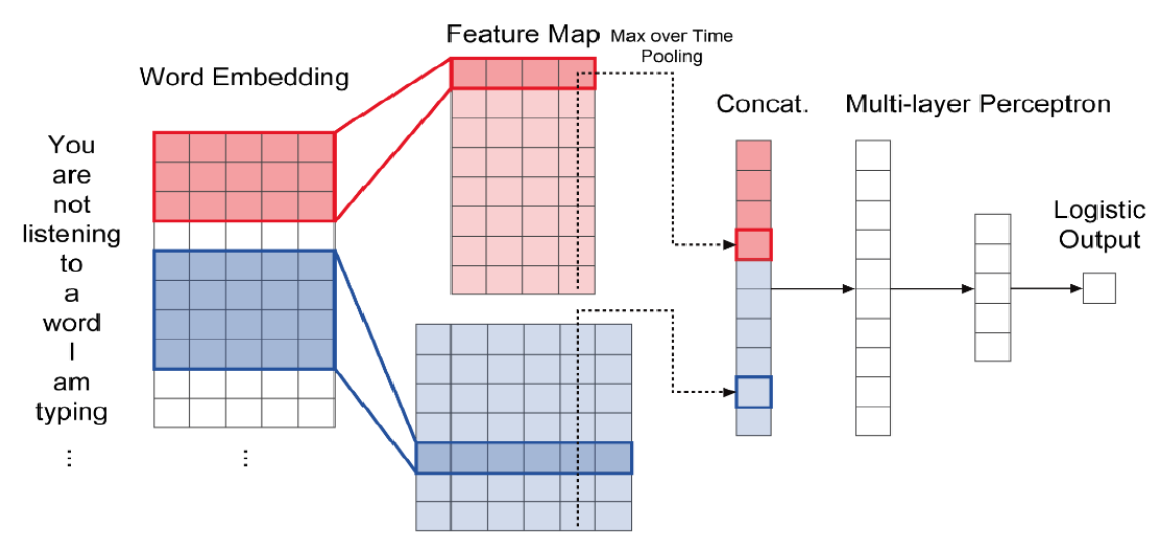 Feature Map
Max over Time
Pooling
Word Embedding
Concat.
Multi-layer Perceptron
You
are
not
listening
to
a
word
I
am
typing
...
...
Logistic
Output